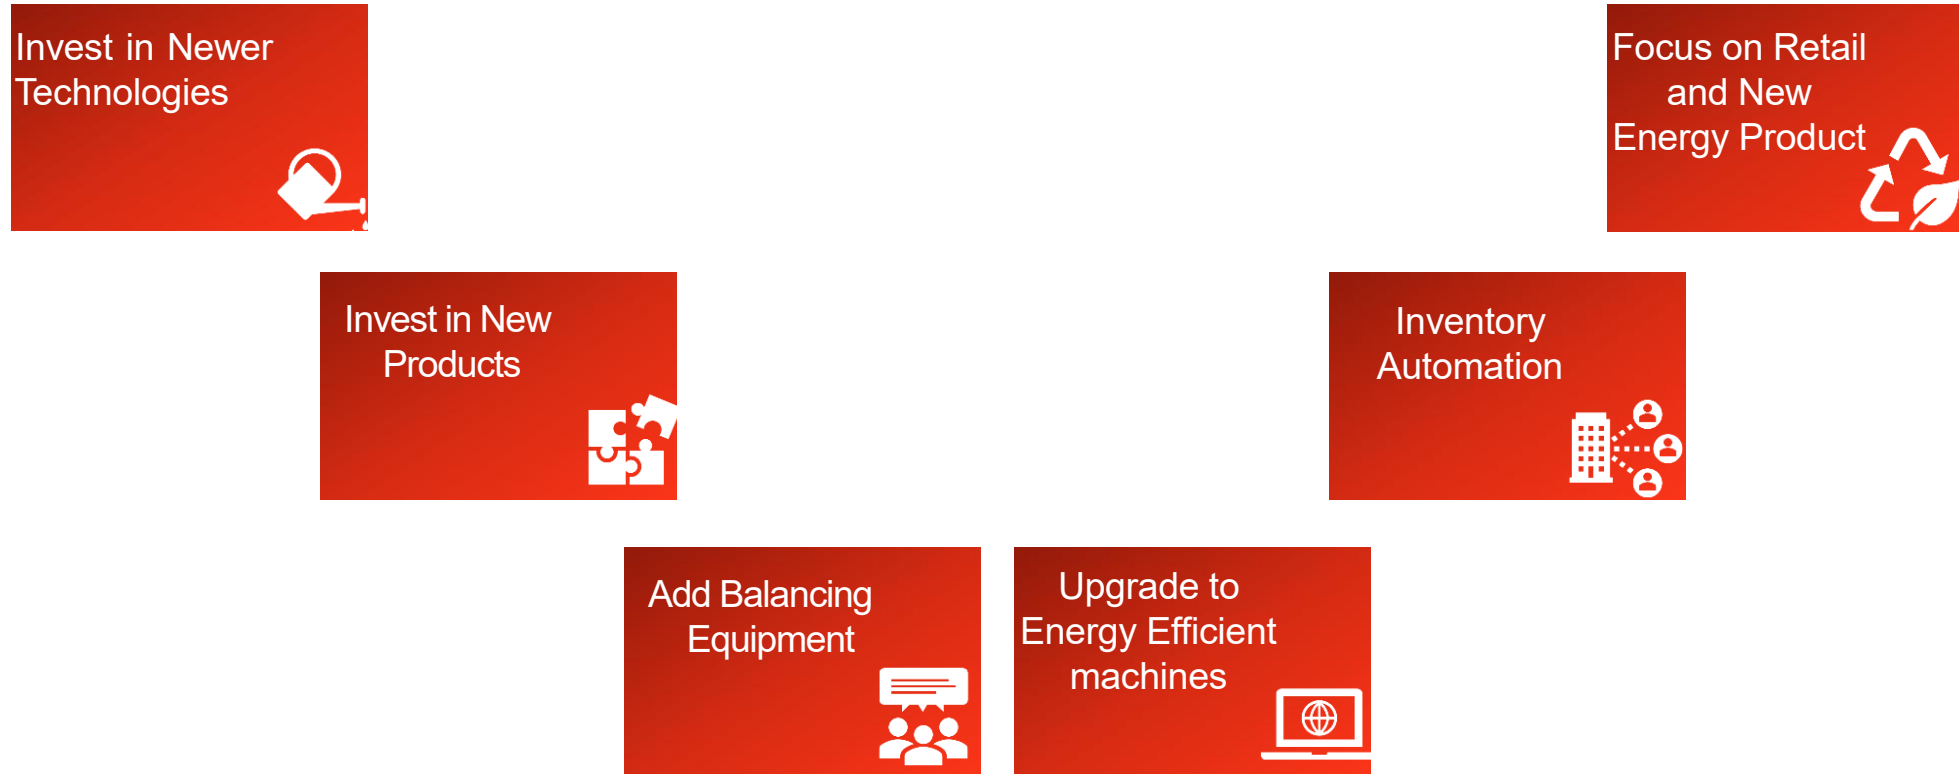 Invest in Newer
Technologies
Focus on Retail
and New
Energy Product
Invest in New
Products
Inventory
Automation
Add Balancing
Equipment
Upgrade to
Energy Efficient
machines